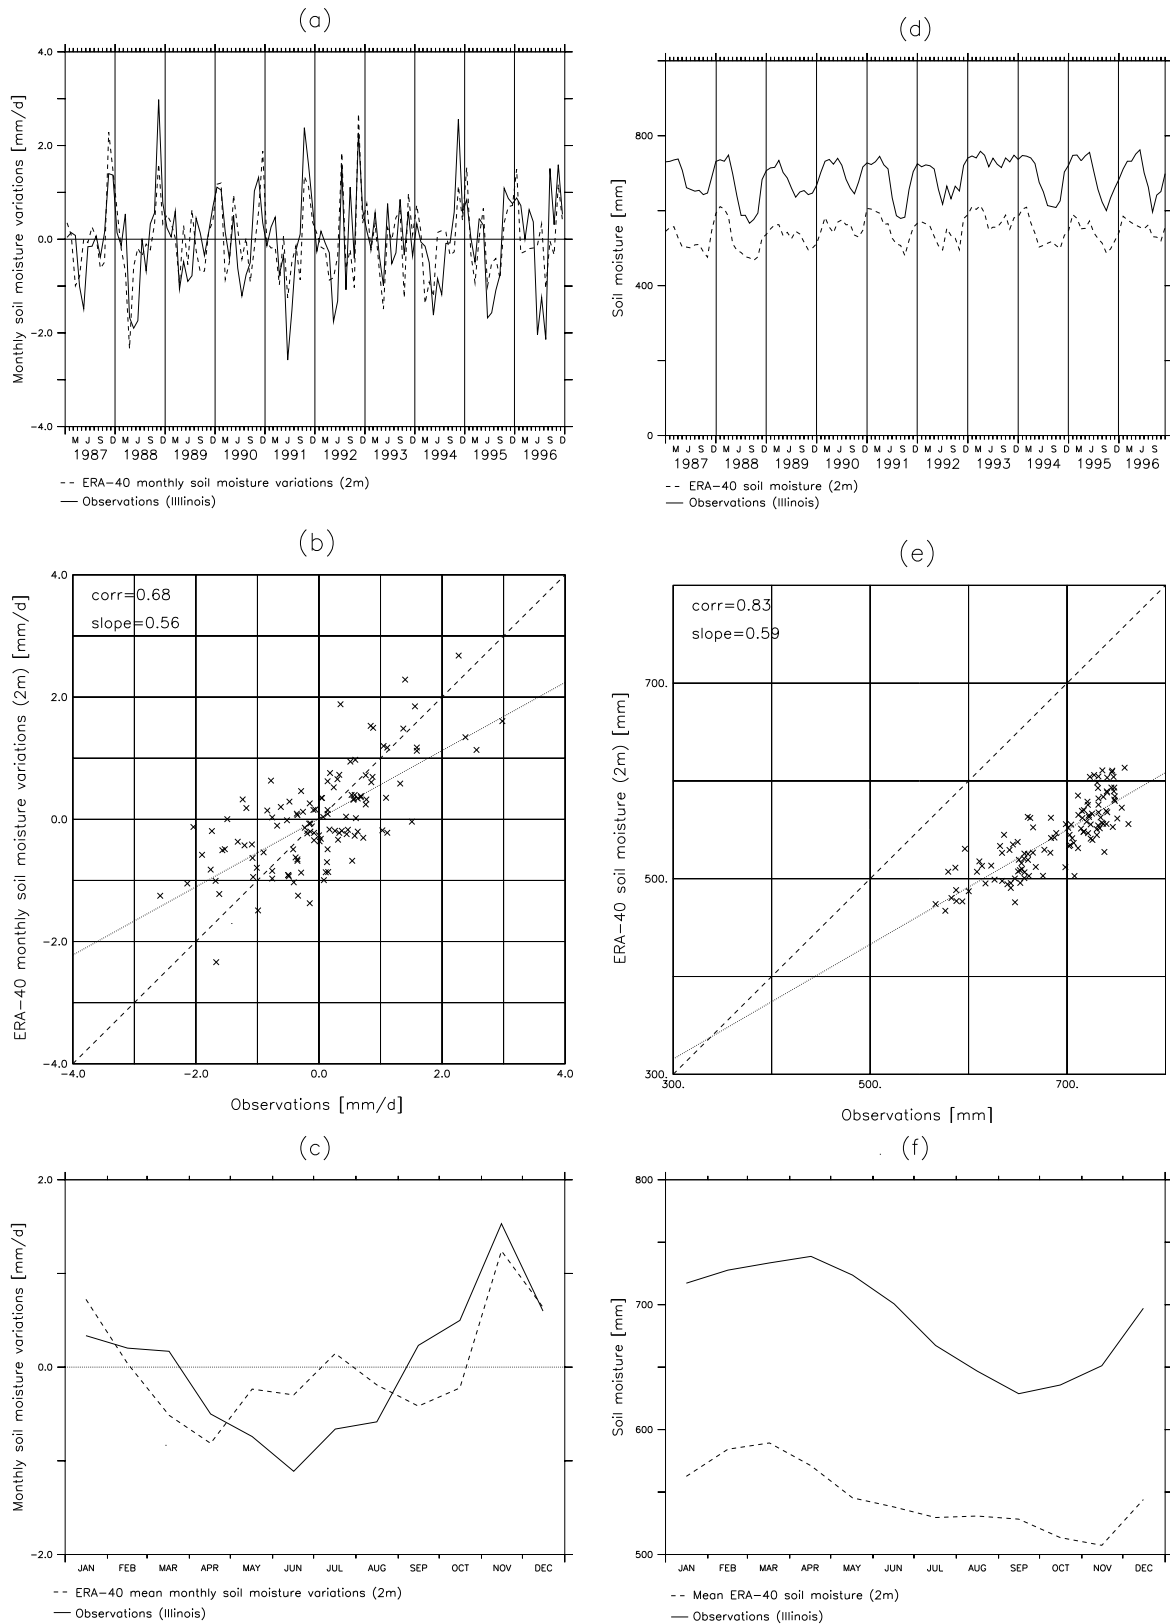 (a)
Monthly soil moisture variations [mm/d]
4.0
2.0
0.0
-2.0
-4.0
M J S D M J S D M J S D M J S D M J S D M J S D M J S D M J S D M J S D M J S D
1987 1988 1989 1990 1991 1992 1993 1994 1995 1996
ERA-40 monthly soil moisture variations (2m)
Observations (Illlinois)
(d)
Soil moisture [mm]
800
400
0
M J S D M J S D M J S D M J S D M J S D M J S D M J S D M J S D M J S D M J S
1987 1988 1989 1990 1991 1992 1993 1994 1995 1996
ERA-40 soil moisture (2m)
Observations (Illinois)
(b)
ERA-40 monthly soil moisture variations (2m) [mm/d]
corr=0.68
slope=0.56
4.0
2.0
0.0
-2.0
-4.0
-4.0 -2.0 0.0 2.0 4.0
Observations [mm/d]
(e)
ERA-40 soil moisture (2m) [mm]
corr=0.83
slope=0.59
700.
500.
300.
300. 500. 700.
Observations [mm]
(c)
Monthly soil moisture variations [mm/d]
2.0
0.0
-2.0
JAN FEB MAR APR MAY JUN JUL AUG SEP OCT NOV DEC
ERA-40 mean monthly soil moisture variations (2m)
Observations (Illinois)
(f)
Soil moisture [mm]
800
700
600
500
JAN FEB MAR APR MAY JUN JUL AUG SEP OCT NOV DEC
Mean ERA-40 soil moisture (2m)
Observations (Illinois)